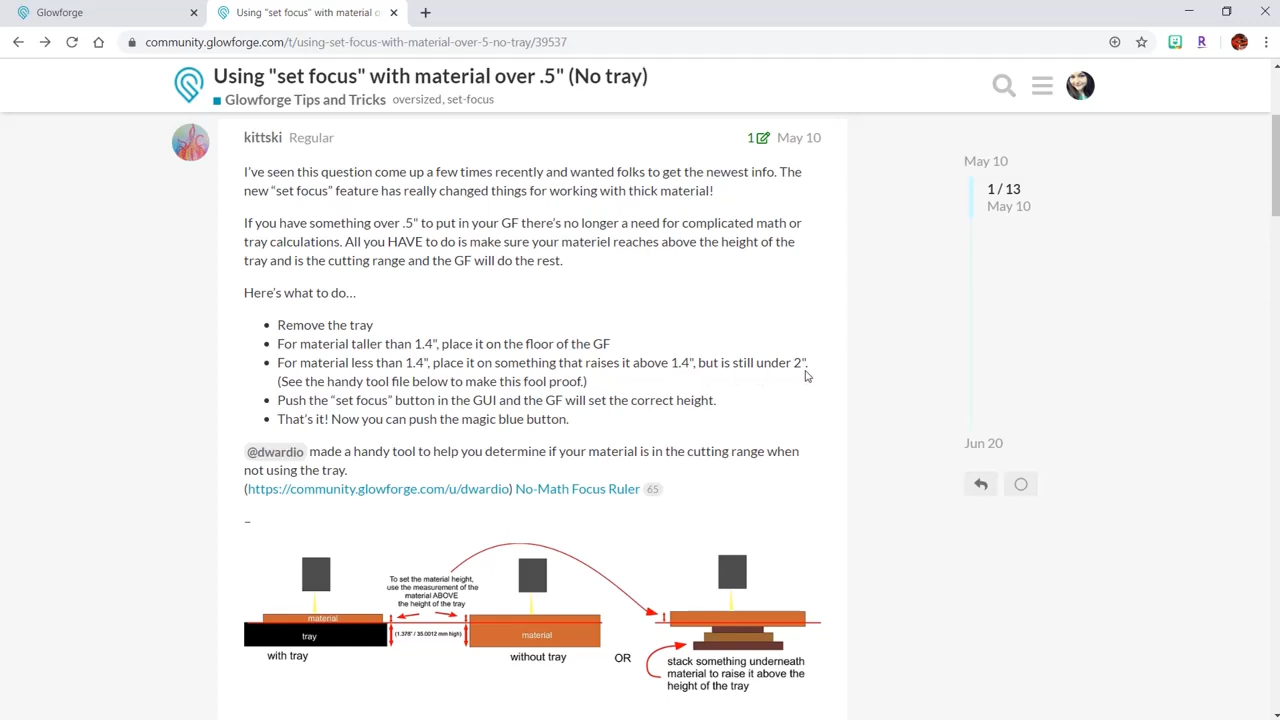 Glowforge
Using "set focus" with material o
community.glowforge.com/t/using-set-focus-with-material-over-5-no-tray/39537
R
Using "set focus" with material over .5" (No tray)
Glowforge Tips and Tricks oversized, set-focus
kittski Regular
1
May 10
I've seen this question come up a few times recently and wanted folks to get the newest info. The
new “set focus” feature has really changed things for working with thick material!
If you have something over .5" to put in your GF there's no longer a need for complicated math or
tray calculations. All you HAVE to do is make sure your materiel reaches above the height of the
tray and is the cutting range and the GF will do the rest.
Here's what to do…
• Remove the tray
• For material taller than 1.4", place it on the floor of the GF
• For material less than 1.4", place it on something that raises it above 1.4", but is still under 2".
(See the handy tool file below to make this fool proof.)
• Push the “set focus” button in the GUI and the GF will set the correct height.
• That's it! Now you can push the magic blue button.
@dwardio made a handy tool to help you determine if your material is in the cutting range when
not using the tray.
(https://community.glowforge.com/u/dwardio) No-Math Focus Ruler 65
–
To set the material height,
use the measurement of the
material ABOVE
the height of the tray
(1.378" / 35.0012 mm high)
material
tray
with tray
material
without tray
OR
stack something underneath
material to raise it above the
height of the tray
May 10
1 / 13
May 10
Jun 20